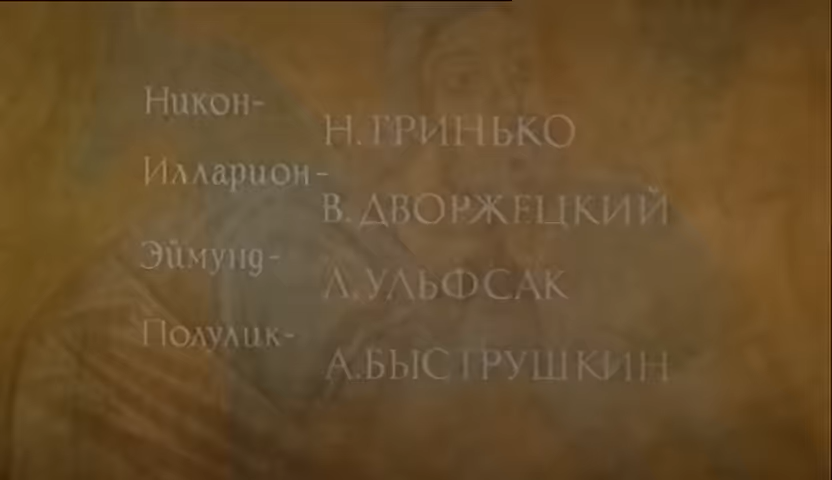 Никон-
Н. ГРИНЬКО
Илларион-
В. ДВОРЖЕЦКИЙ
Эймунд-
Л. УЛЬФСАК
Полулик-
А. БЫСТРУШКИН